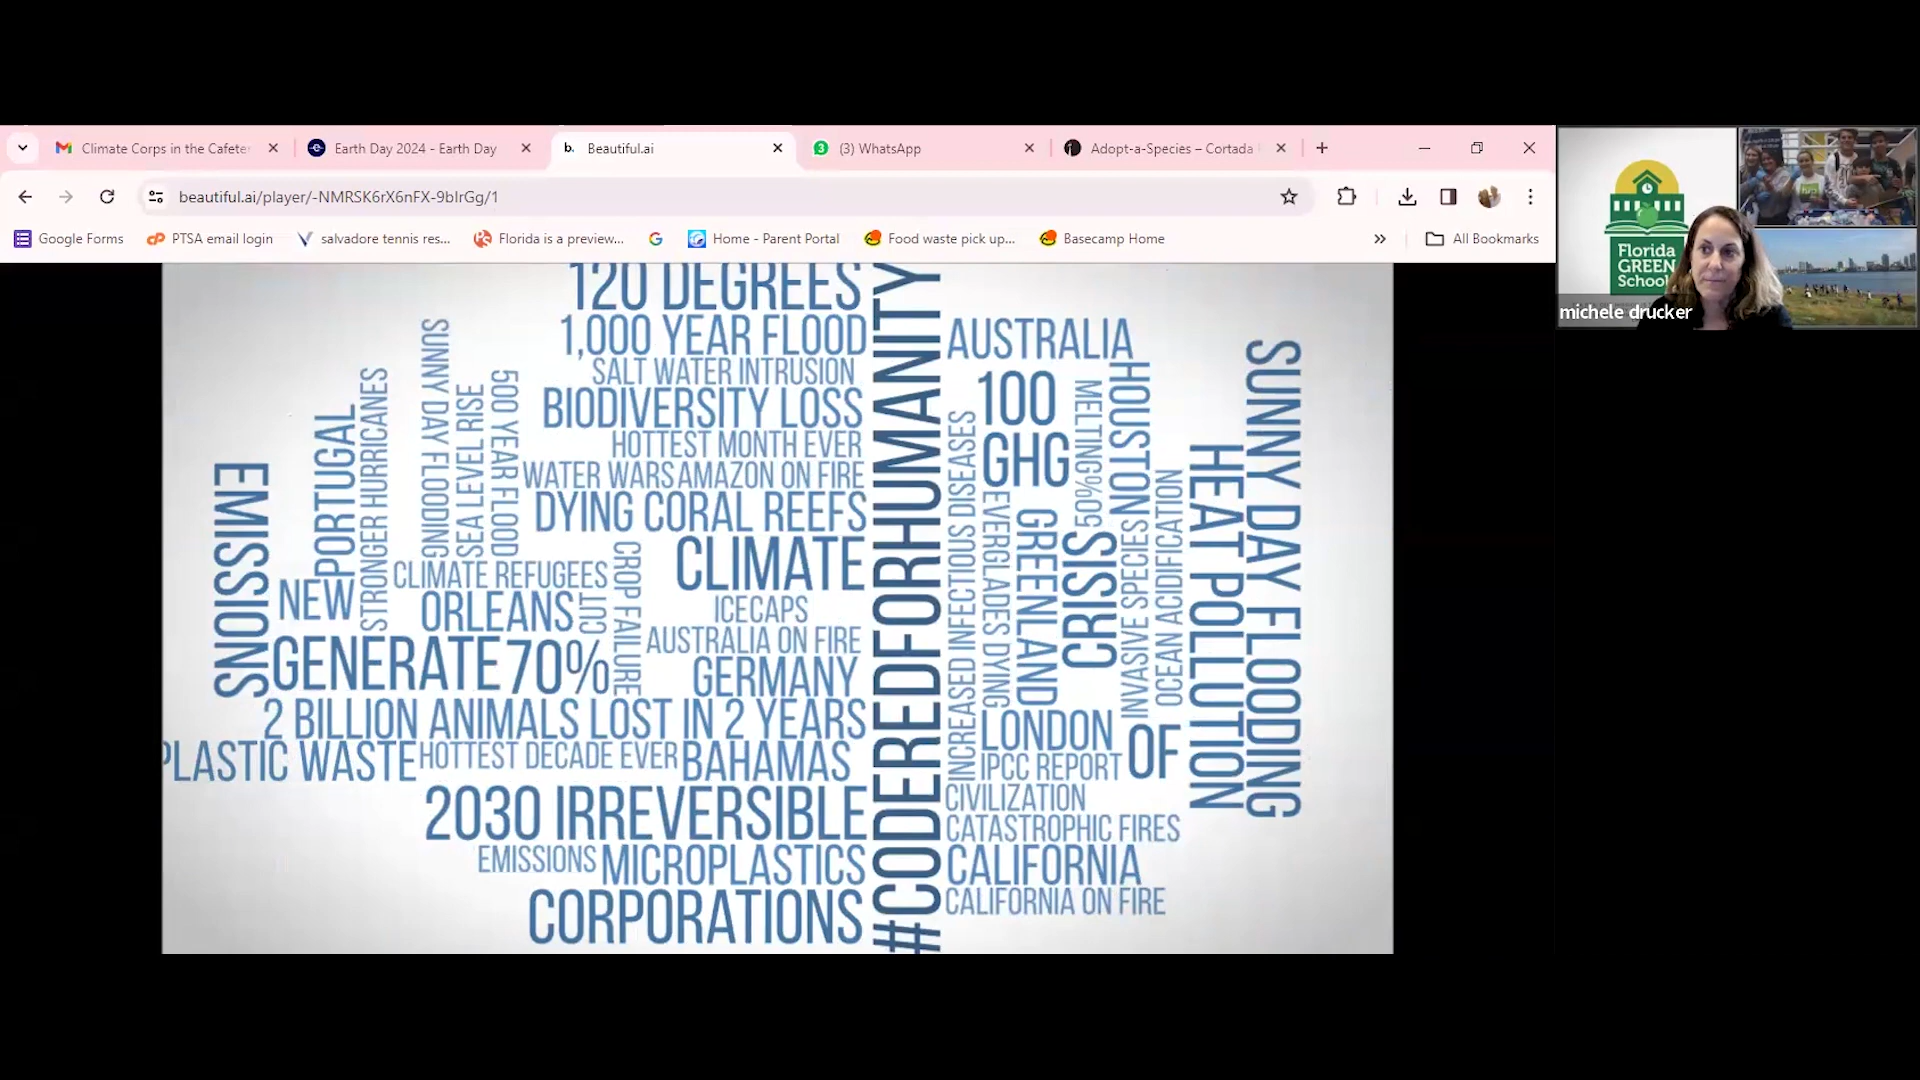 Climate Corps in the Cafeter
Earth Day 2024 - Earth Day
b. Beautiful.ai
(3) WhatsApp
Adopt-a-Species – Cortada
beautiful.ai/player/-NMRSK6rX6nFX-9bIrGg/1
Google Forms
PTSA email login
salvadore tennis res...
Florida is a preview...
Home - Parent Portal
Food waste pick up...
Basecamp Home
All Bookmarks
120 DEGREES
1,000 YEAR FLOOD
SALT WATER INTRUSION
BIODIVERSITY LOSS
HOTTEST MONTH EVER
WATER WARS
AMAZON ON FIRE
DYING CORAL REEFS
CLIMATE
ICECAPS
AUSTRALIA ON FIRE
GERMANY
SUNNY DAY FLOODING
SEA LEVEL RISE
500 YEAR FLOOD
STRONGER HURRICANES
PORTUGAL
EMISSIONS
NEW
CLIMATE REFUGEES
ORLEANS
CUT
CROP FAILURE
GENERATE
70%
2 BILLION ANIMALS LOST IN 2 YEARS
PLASTIC WASTE
HOTTEST DECADE EVER
BAHAMAS
2030 IRREVERSIBLE
EMISSIONS
MICROPLASTICS
CORPORATIONS
#CODEREDFORHUMANITY
AUSTRALIA
100
GHG
MELTING%50
HOUSTON
INCREASED INFECTIOUS DISEASES
EVERGLADES DYING
GREENLAND
CRISIS
INVASIVE SPECIES
OCEAN ACIDIFICATION
HEAT POLLUTION
SUNNY DAY FLOODING
LONDON
OF
IPCC REPORT
CIVILIZATION
CATASTROPHIC FIRES
CALIFORNIA
CALIFORNIA ON FIRE
Florida
GREEN
School
michele drucker